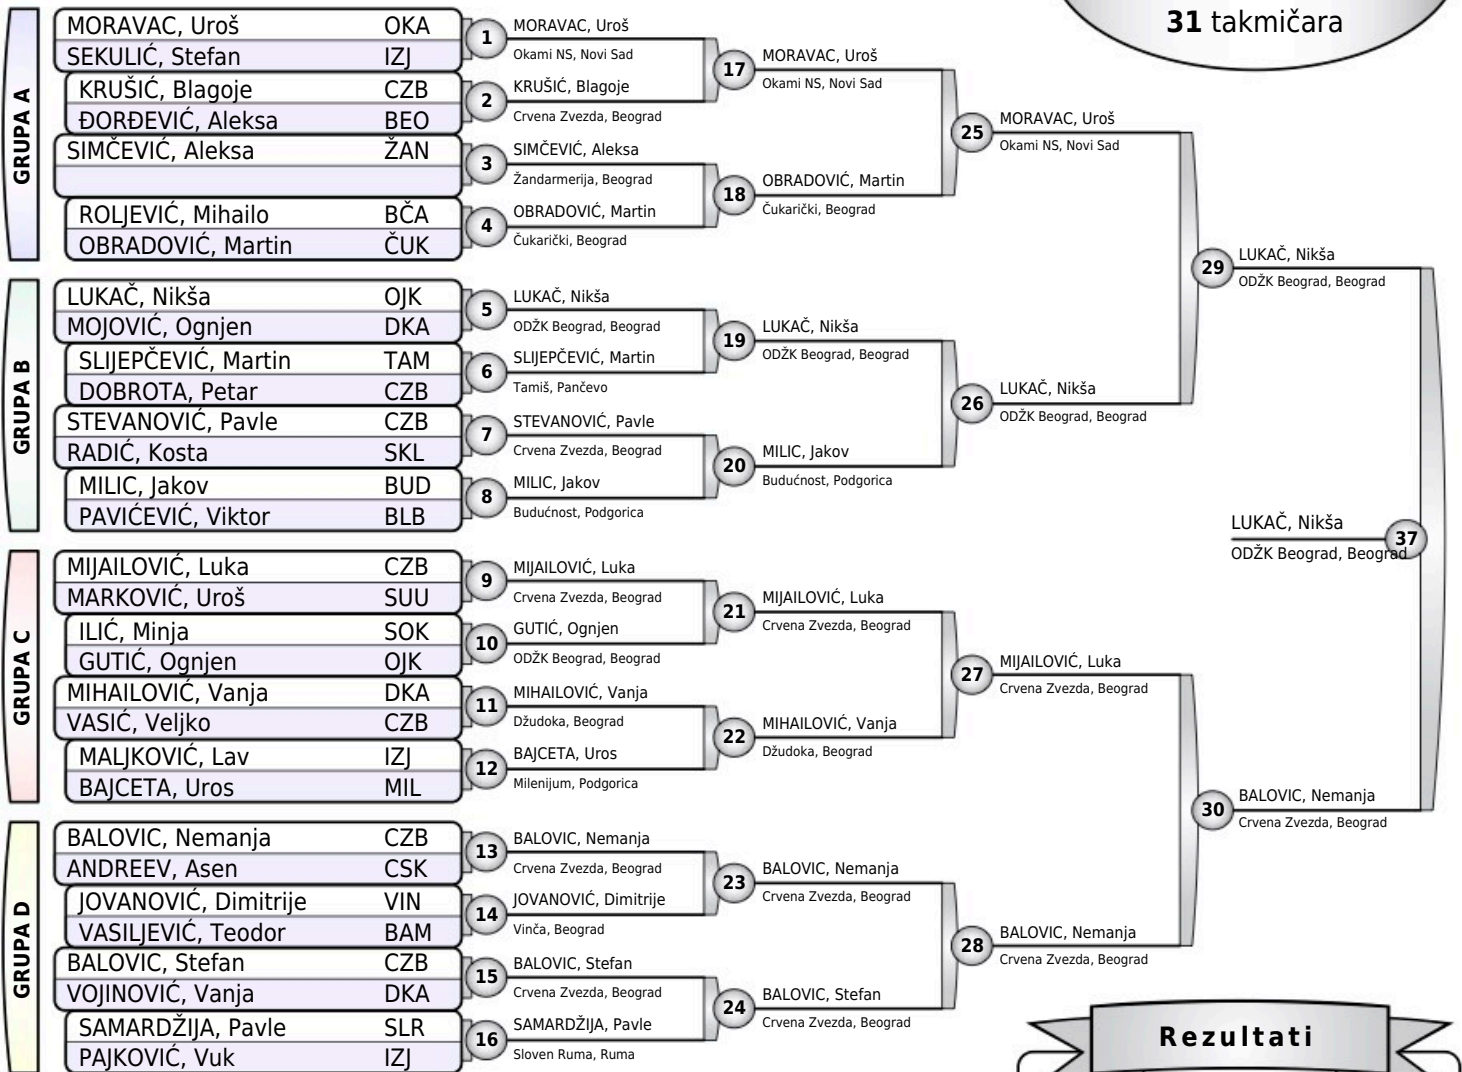 31 takmičara
GRUPA A
MORAVAC, Uroš OKA
SEKULIĆ, Stefan IZJ
KRUŠIĆ, Blagoje CZB
ĐORĐEVIĆ, Aleksa BEO
SIMČEVIĆ, Aleksa ŽAN
ROLJEVIĆ, Mihailo BČA
OBRADOVIĆ, Martin ČUK
GRUPA B
LUKAČ, Nikša OJK
MOJOVIĆ, Ognjen DKA
SLIJEPČEVIĆ, Martin TAM
DOBROTA, Petar CZB
STEVANOVIĆ, Pavle CZB
RADIĆ, Kosta SKL
MILIC, Jakov BUD
PAVIĆEVIĆ, Viktor BLB
GRUPA C
MIJAILOVIĆ, Luka CZB
MARKOVIĆ, Uroš SUU
ILIĆ, Minja SOK
GUTIĆ, Ognjen OJK
MIHAILOVIĆ, Vanja DKA
VASIĆ, Veljko CZB
MALJKOVIĆ, Lav IZJ
BAJCETA, Uros MIL
GRUPA D
BALOVIC, Nemanja CZB
ANDREEV, Asen CSK
JOVANOVIĆ, Dimitrije VIN
VASILJEVIĆ, Teodor BAM
BALOVIC, Stefan CZB
VOJINOVIĆ, Vanja DKA
SAMARDŽIJA, Pavle SLR
PAJKOVIĆ, Vuk IZJ
1 MORAVAC, Uroš
Okami NS, Novi Sad
2 KRUŠIĆ, Blagoje
Crvena Zvezda, Beograd
3 SIMČEVIĆ, Aleksa
Žandarmerija, Beograd
4 OBRADOVIĆ, Martin
Čukarički, Beograd
5 LUKAČ, Nikša
ODŽK Beograd, Beograd
6 SLIJEPČEVIĆ, Martin
Tamiš, Pančevo
7 STEVANOVIĆ, Pavle
Crvena Zvezda, Beograd
8 MILIC, Jakov
Budućnost, Podgorica
9 MIJAILOVIĆ, Luka
Crvena Zvezda, Beograd
10 GUTIĆ, Ognjen
ODŽK Beograd, Beograd
11 MIHAILOVIĆ, Vanja
Džudoka, Beograd
12 BAJCETA, Uros
Milenijum, Podgorica
13 BALOVIC, Nemanja
Crvena Zvezda, Beograd
14 JOVANOVIĆ, Dimitrije
Vinča, Beograd
15 BALOVIC, Stefan
Crvena Zvezda, Beograd
16 SAMARDŽIJA, Pavle
Sloven Ruma, Ruma
17 MORAVAC, Uroš
Okami NS, Novi Sad
18 OBRADOVIĆ, Martin
Čukarički, Beograd
19 LUKAČ, Nikša
ODŽK Beograd, Beograd
20 MILIC, Jakov
Budućnost, Podgorica
21 MIJAILOVIĆ, Luka
Crvena Zvezda, Beograd
22 MIHAILOVIĆ, Vanja
Džudoka, Beograd
23 BALOVIC, Nemanja
Crvena Zvezda, Beograd
24 BALOVIC, Stefan
Crvena Zvezda, Beograd
25 MORAVAC, Uroš
Okami NS, Novi Sad
26 LUKAČ, Nikša
ODŽK Beograd, Beograd
27 MIJAILOVIĆ, Luka
Crvena Zvezda, Beograd
28 BALOVIC, Nemanja
Crvena Zvezda, Beograd
29 LUKAČ, Nikša
ODŽK Beograd, Beograd
30 BALOVIC, Nemanja
Crvena Zvezda, Beograd
LUKAČ, Nikša 37
ODŽK Beograd, Beograd
Rezultati